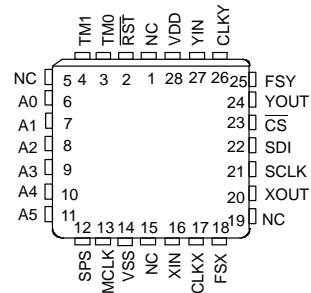 TM1 TM0 RST NC VDD YIN CLKY
4 3 2 1 28 27 26
NC 5 25 FSY
A0 6 24 YOUT
A1 7 23 CS
A2 8 22 SDI
A3 9 21 SCLK
A4 10 20 XOUT
A5 11 19 NC
12 13 14 15 16 17 18
SPS MCLK VSS NC XIN CLKX FSX